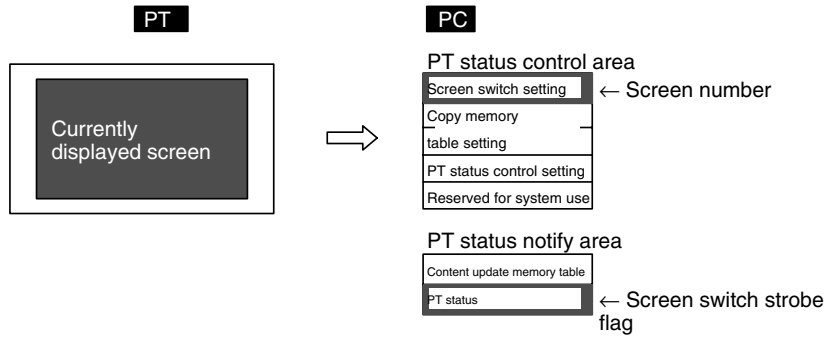 PT
PC
PT status control area
Screen switch setting
← Screen number
Copy memory
table setting
PT status control setting
Reserved for system use
Currently
displayed screen
PT status notify area
Content update memory table
PT status
← Screen switch strobe
flag